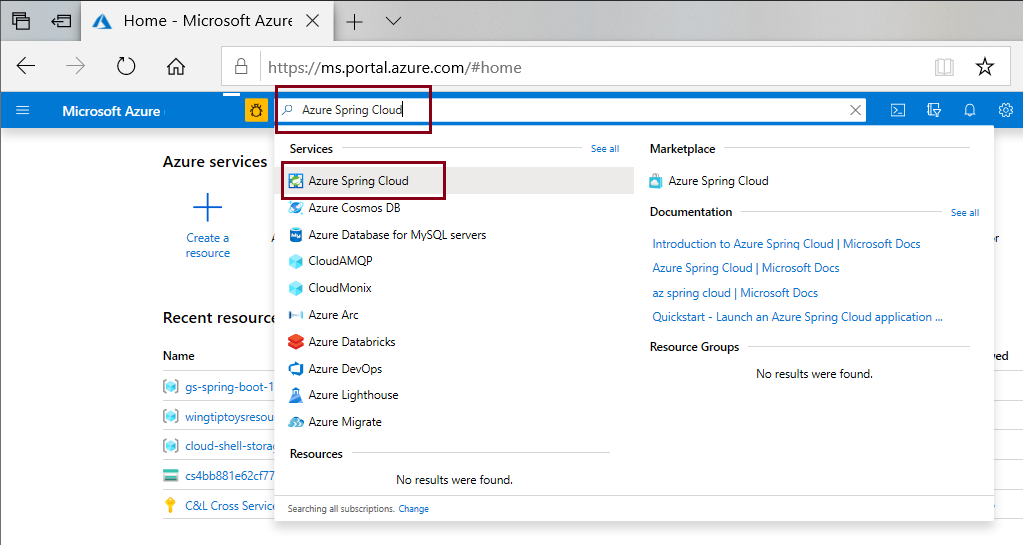 Home - Microsoft Azure
https://ms.portal.azure.com/#home
Microsoft Azure
Azure Spring Cloud
Azure services
Create a
resource
Services
See all
Azure Spring Cloud
Azure Cosmos DB
Azure Database for MySQL servers
CloudAMQP
CloudMonix
Azure Arc
Azure Databricks
Azure DevOps
Azure Lighthouse
Azure Migrate
Resources
No results were found.
Searching all subscriptions. Change
Marketplace
Azure Spring Cloud
Documentation
See all
Introduction to Azure Spring Cloud | Microsoft Docs
Azure Spring Cloud | Microsoft Docs
az spring cloud | Microsoft Docs
Quickstart - Launch an Azure Spring Cloud application ...
Resource Groups
No results were found.
Recent resource
Name
gs-spring-boot-1
wingtiptoysresou
cloud-shell-storag
cs4bb881e62cf77
C&L Cross Service